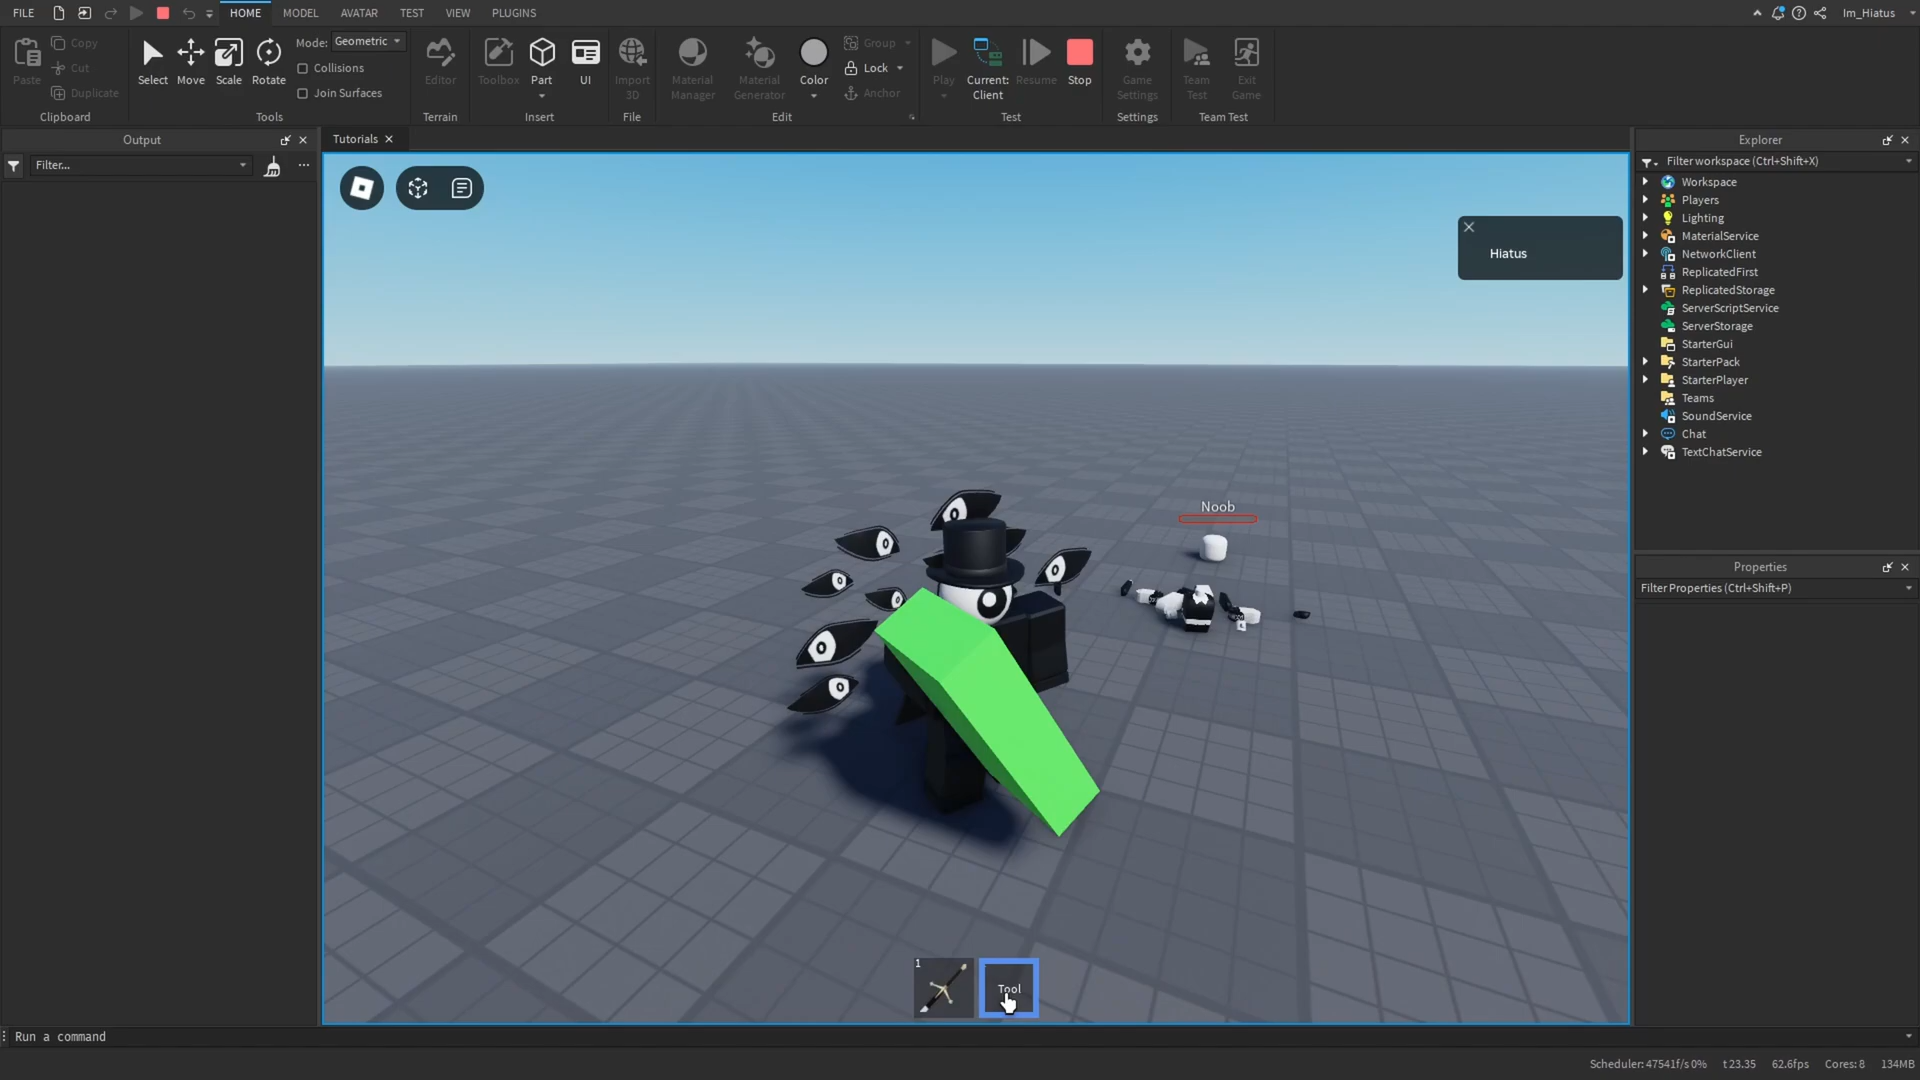 FILE HOME MODEL AVATAR TEST VIEW PLUGINS Im_Hiatus
Paste Copy Cut Duplicate
Clipboard
Select Move Scale Rotate
Mode: Geometric
Collisions
Join Surfaces
Tools
Editor
Terrain
Toolbox Part UI
Insert
Import 3D
File
Material Manager Material Generator Color
Group
Lock
Anchor
Edit
Play Current: Client Resume Stop
Test
Game Settings
Settings
Team Test Exit Game
Team Test
Output
Filter...
Tutorials
Hiatus
Noob
1
Tool
Explorer
Filter workspace (Ctrl+Shift+X)
Workspace
Players
Lighting
MaterialService
NetworkClient
ReplicatedFirst
ReplicatedStorage
ServerScriptService
ServerStorage
StarterGui
StarterPack
StarterPlayer
Teams
SoundService
Chat
TextChatService
Properties
Filter Properties (Ctrl+Shift+P)
Run a command
Scheduler: 47541f/s 0% t 23.35 62.6fps Cores: 8 134MB